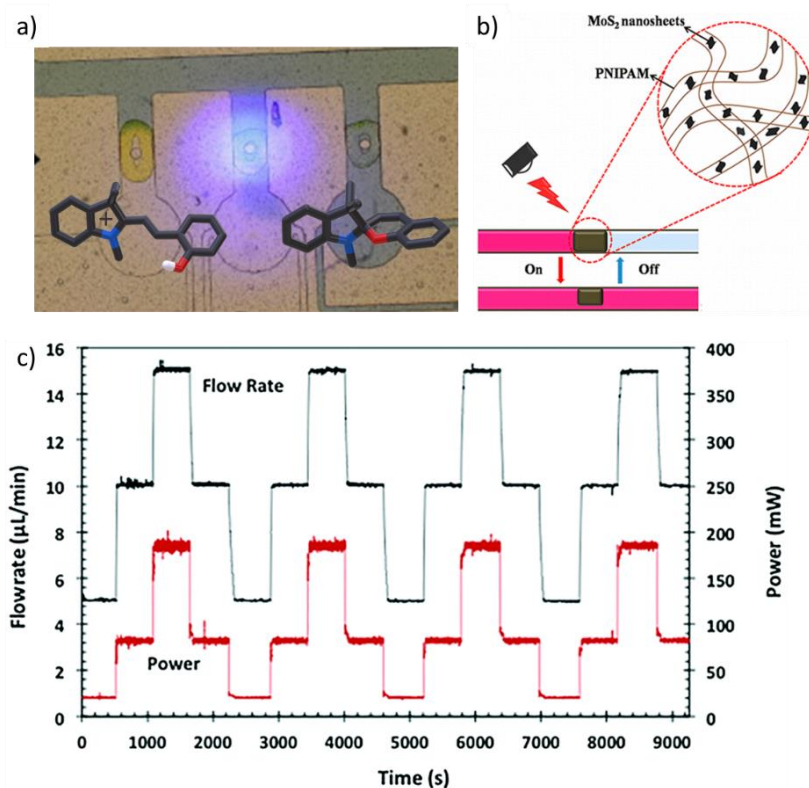 a)
+
b)
MoS₂ nanosheets
PNIPAM
On
Off
c)
Flow Rate
Power
16
14
12
10
8
6
4
2
0
Flowrate (µL/min)
400
350
300
250
200
150
100
50
00
Power (mW)
0 1000 2000 3000 4000 5000 6000 7000 8000 9000
Time (s)